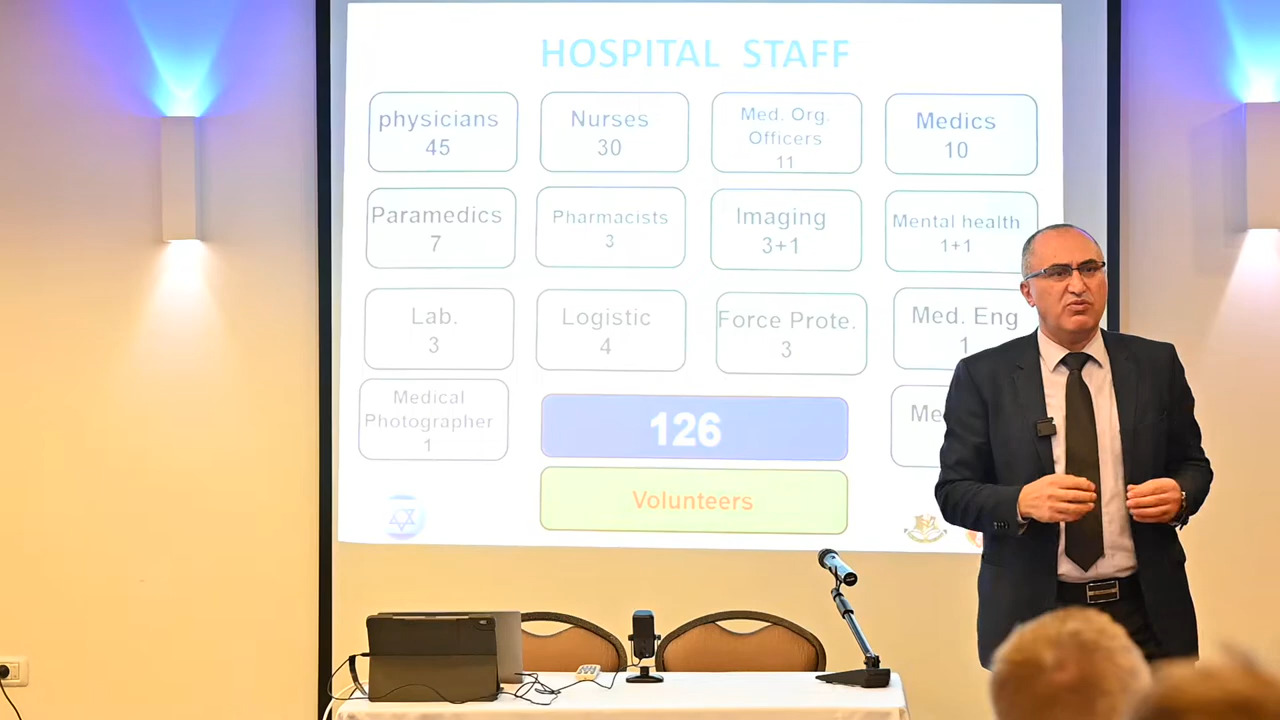 HOSPITAL STAFF
physicians
45
Nurses
30
Med. Org.
Officers
11
Medics
10
Paramedics
7
Pharmacists
3
Imaging
3+1
Mental health
1+1
Lab.
3
Logistic
4
Force Prote.
3
Med. Eng
1
Medical
Photographer
1
126
Volunteers